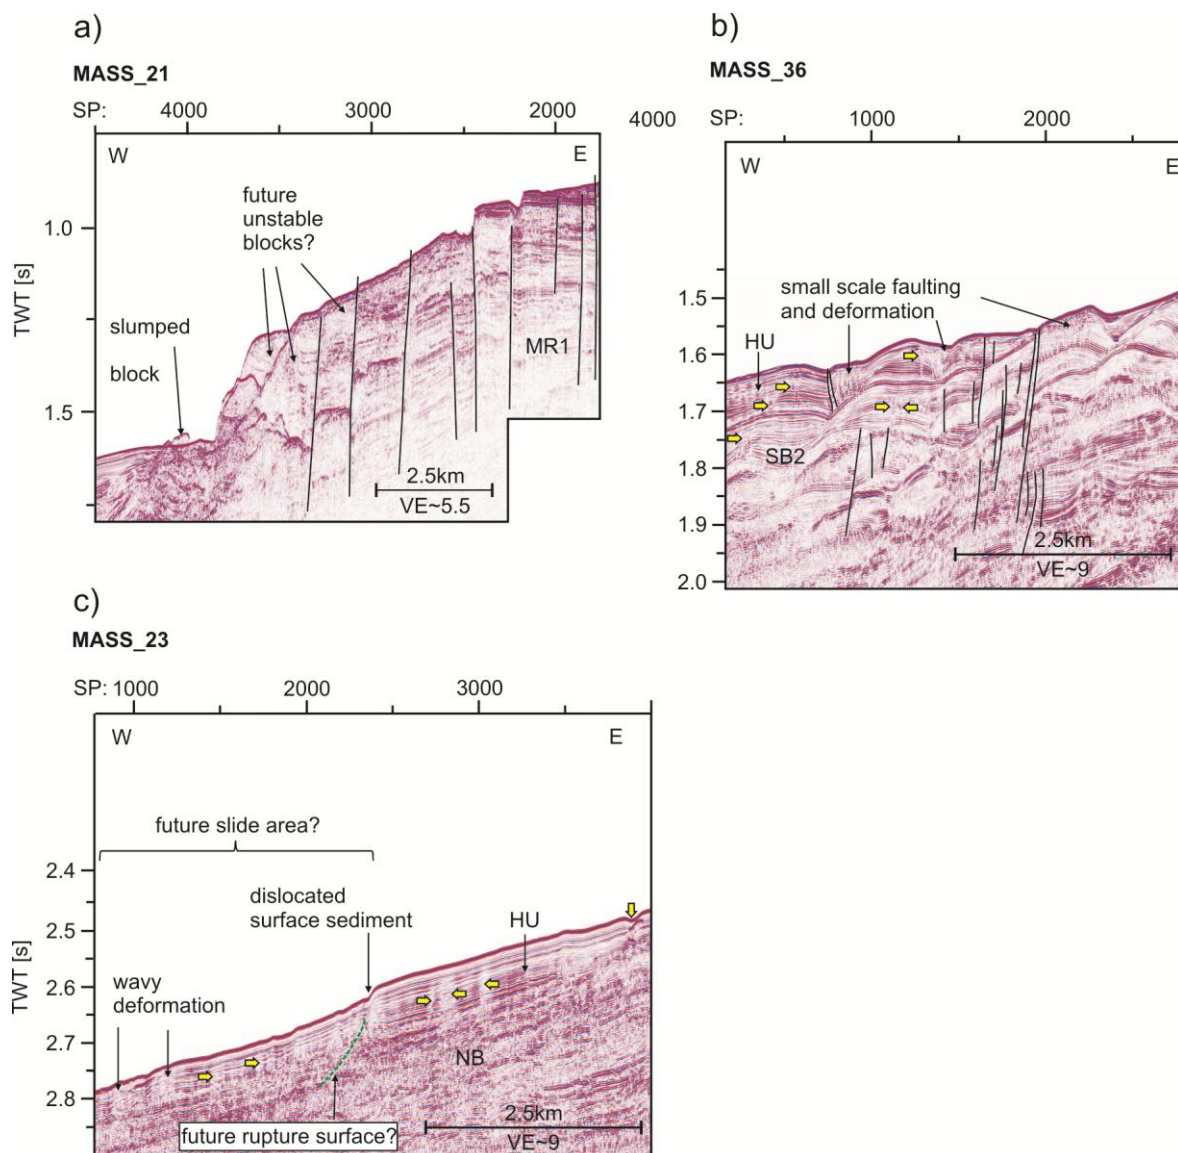 a)
MASS_21
SP: 4000 3000 2000
W E
future
unstable
blocks?
slumped
block
TWT [s]
1.0
1.5
MR1
2.5km
VE~5.5
b)
MASS_36
4000 SP: 1000 2000
W E
small scale faulting
and deformation
HU
SB2
1.5
1.6
1.7
1.8
1.9
2.0
2.5km
VE~9
c)
MASS_23
SP: 1000 2000 3000
W E
future slide area?
dislocated
surface sediment
HU
wavy
deformation
TWT [s]
2.4
2.5
2.6
2.7
2.8
NB
future rupture surface?
2.5km
VE~9